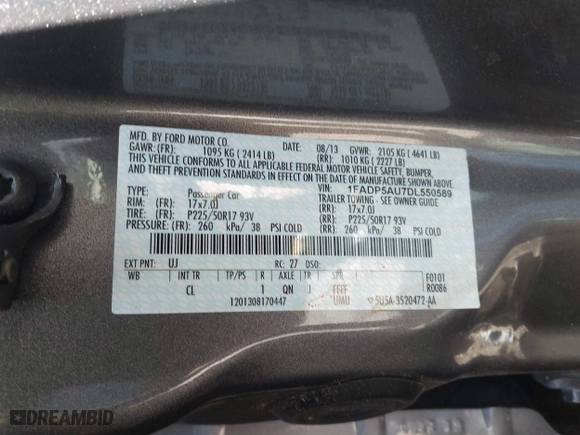 MFD. BY FORD MOTOR CO.
DATE: 08/13 GVWR: 2105 KG ( 4641 LB)
GAWR: (FR): 1095 KG ( 2414 LB) (RR): 1010 KG ( 2227 LB)
THIS VEHICLE CONFORMS TO ALL APPLICABLE FEDERAL MOTOR VEHICLE SAFETY, BUMPER,
AND THEFT PREVENTION STANDARDS IN EFFECT ON THE DATE OF MANUFACTURE SHOWN ABOVE.
VIN: 1FADP5AU7DL550589
TYPE: Passenger Car TRAILER TOWING - SEE OWNER GUIDE
RIM: (FR): 17x7.0J (RR): 17x7.0J
TIRE: (FR): P225/50R17 93V (RR): P225/50R17 93V
PRESSURE: (FR): 260 kPa/ 38 PSI COLD (RR): 260 kPa/ 38 PSI COLD
EXT PNT: UJ RC: 27 DSO:
WB INT TR TP/PS R AXLE TR SPR F0101
CL 1 QN J FFFF R0086
1201308170447 UMU 5U5A-3520472-AA
DREAMBID